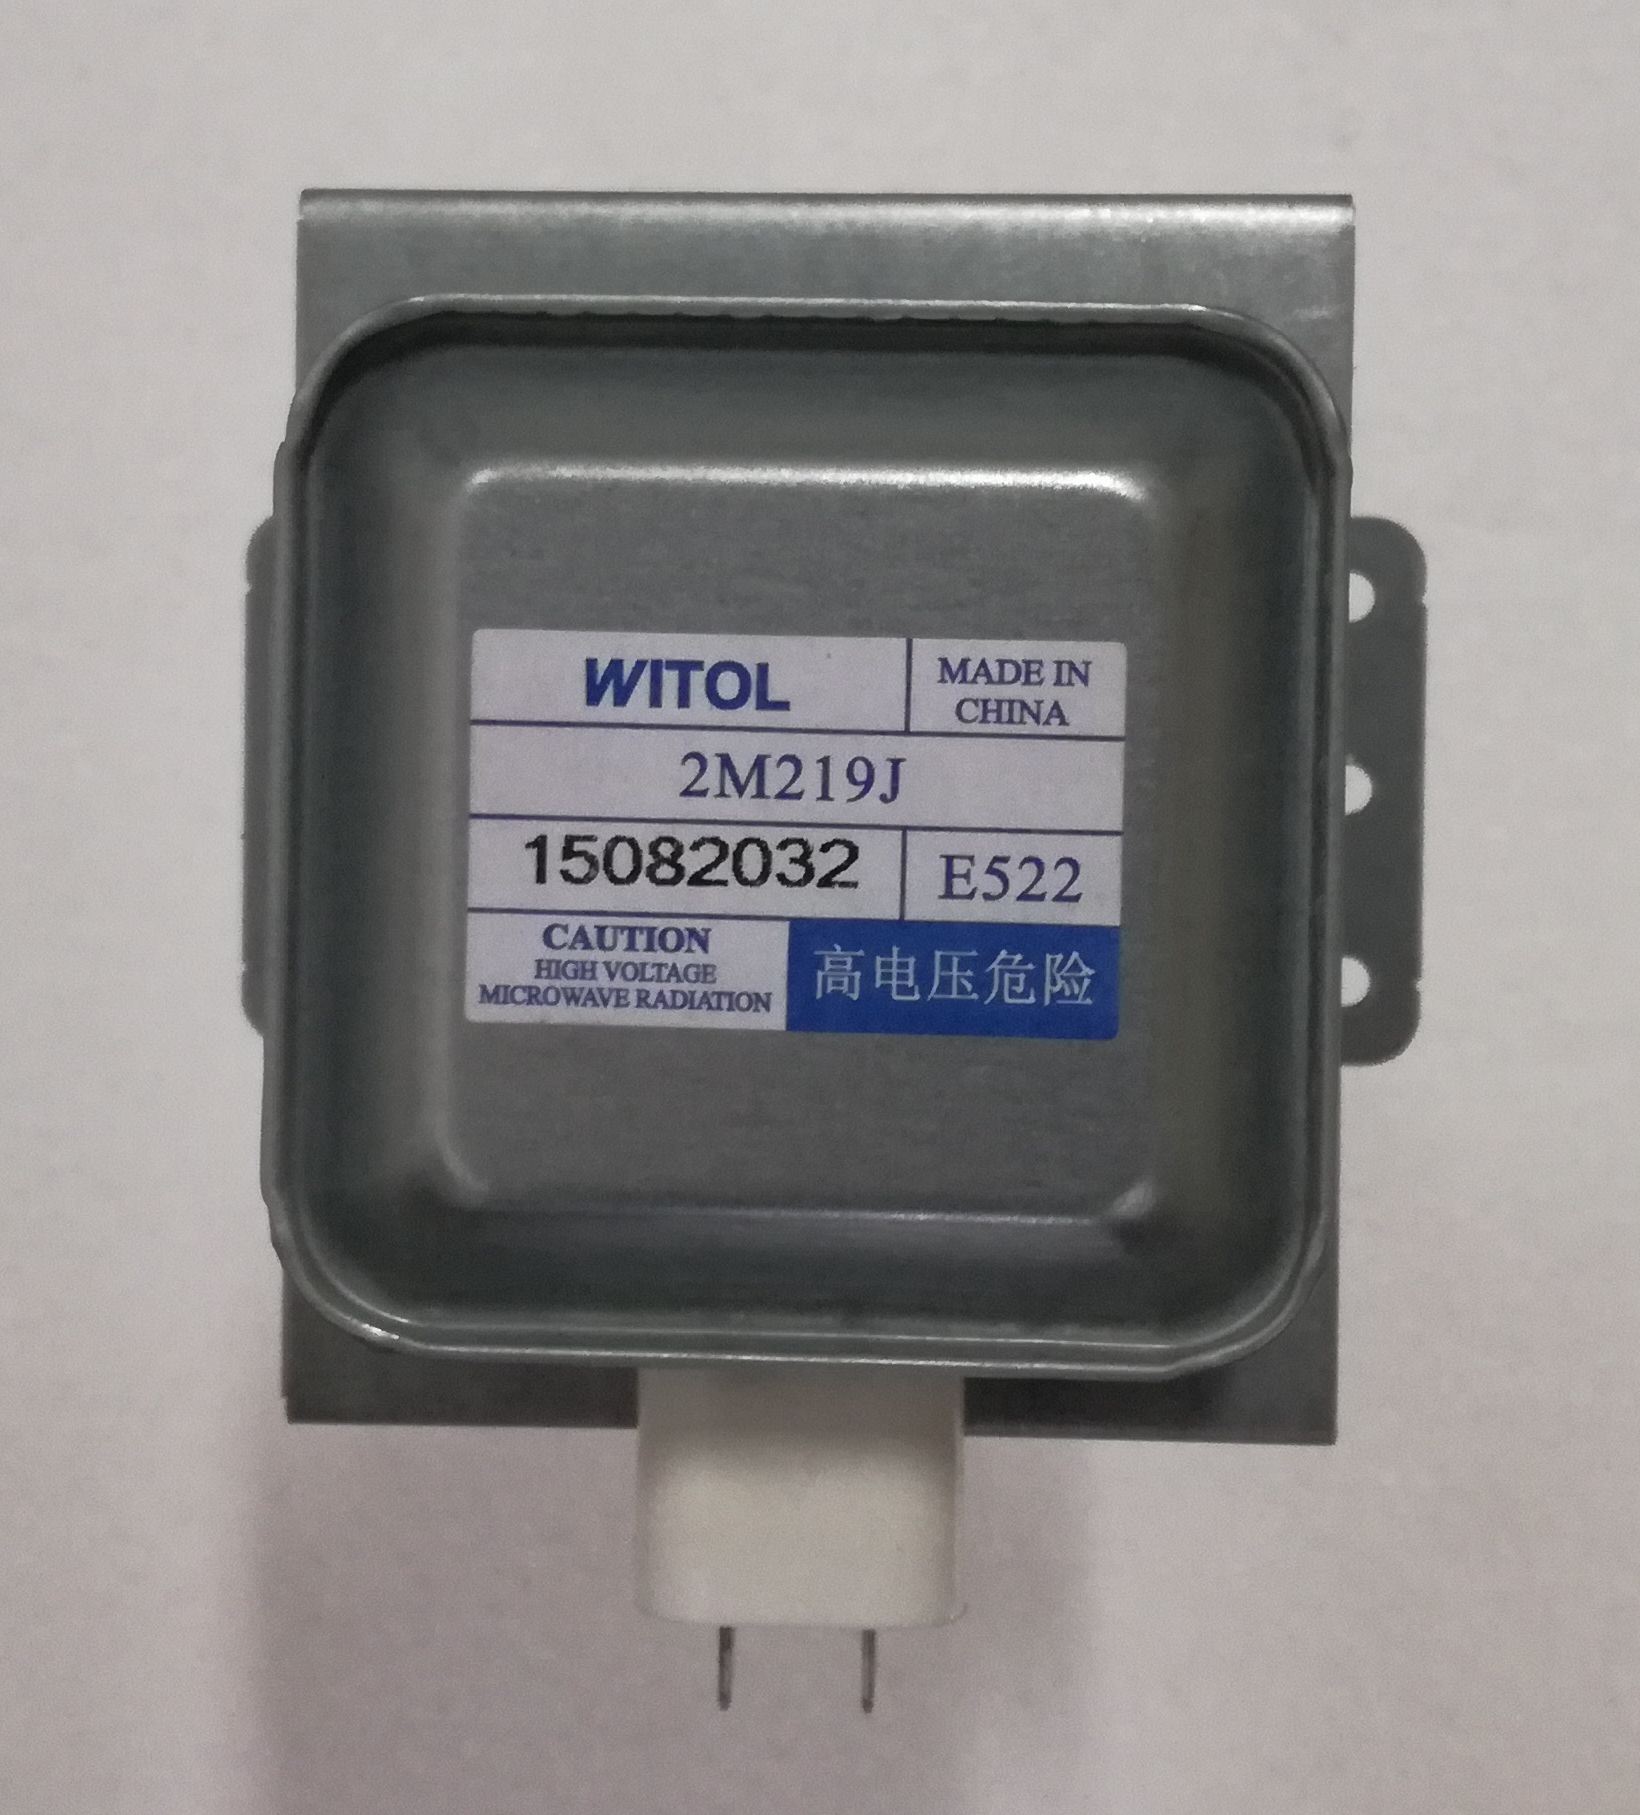 WITOL
MADE IN
CHINA
2M219J
15082032
E522
CAUTION
HIGH VOLTAGE
MICROWAVE RADIATION
高电压危险